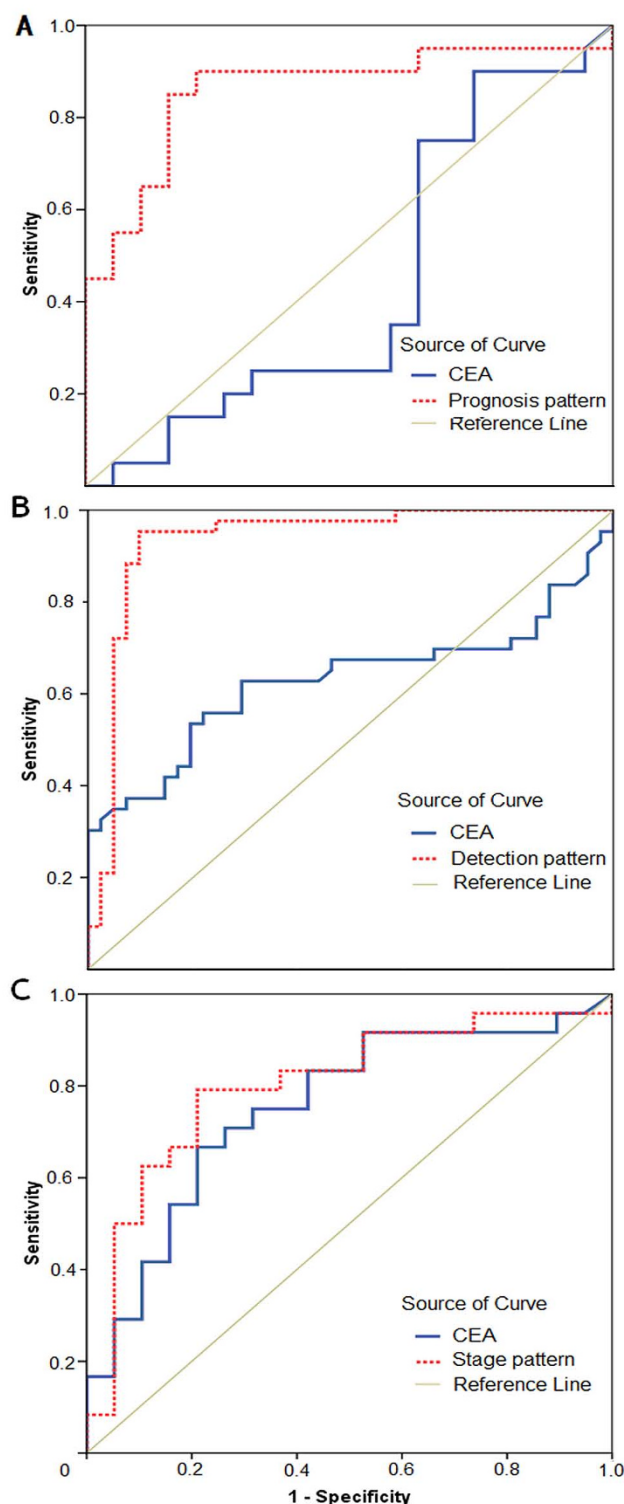 A
1.0
0.8
0.6
0.4
0.2
Sensitivity
Source of Curve
CEA
Prognosis pattern
Reference Line
B
1.0
0.8
0.6
0.4
0.2
Sensitivity
Source of Curve
CEA
Detection pattern
Reference Line
C
1.0
0.8
0.6
0.4
0.2
Sensitivity
Source of Curve
CEA
Stage pattern
Reference Line
0 0.2 0.4 0.6 0.8 1.0
1 - Specificity